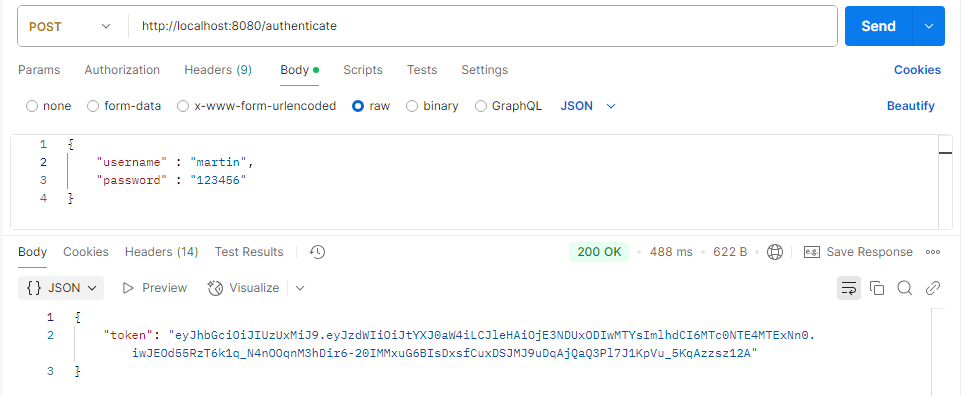 POST http://localhost:8080/authenticate Send
Params Authorization Headers (9) Body Scripts Tests Settings Cookies
none form-data x-www-form-urlencoded raw binary GraphQL JSON Beautify
1 {
2 "username" : "martin",
3 "password" : "123456"
4 }
Body Cookies Headers (14) Test Results 200 OK 488 ms 622 B e.g. Save Response
{} JSON Preview Visualize
1 {
2 "token": "eyJhbGciOiJIUzUxMiJ9.eyJzdWIiOiJtYXJ0aW4iLCJleHAiOjE3NDUxODIwMTYsImlhdCI6MTc0NTE4MTExNn0.
iwJEOd55RzT6k1q_N4nOOqnM3hDir6-20IMMxuG6BIsDxsfCuxDSJMJ9uDqAjQaQ3Pl7J1KpVu_5KqAzzsz12A"
3 }